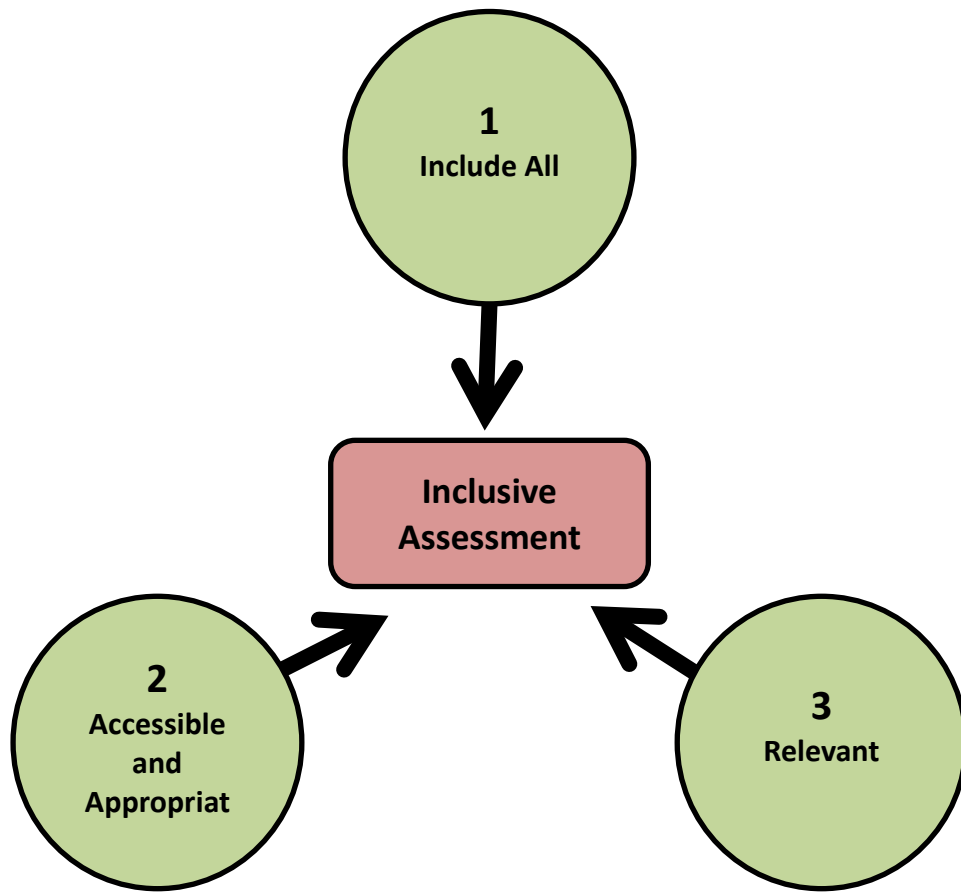 1
Include All
Inclusive
Assessment
2
Accessible
and
Appropriat
3
Relevant